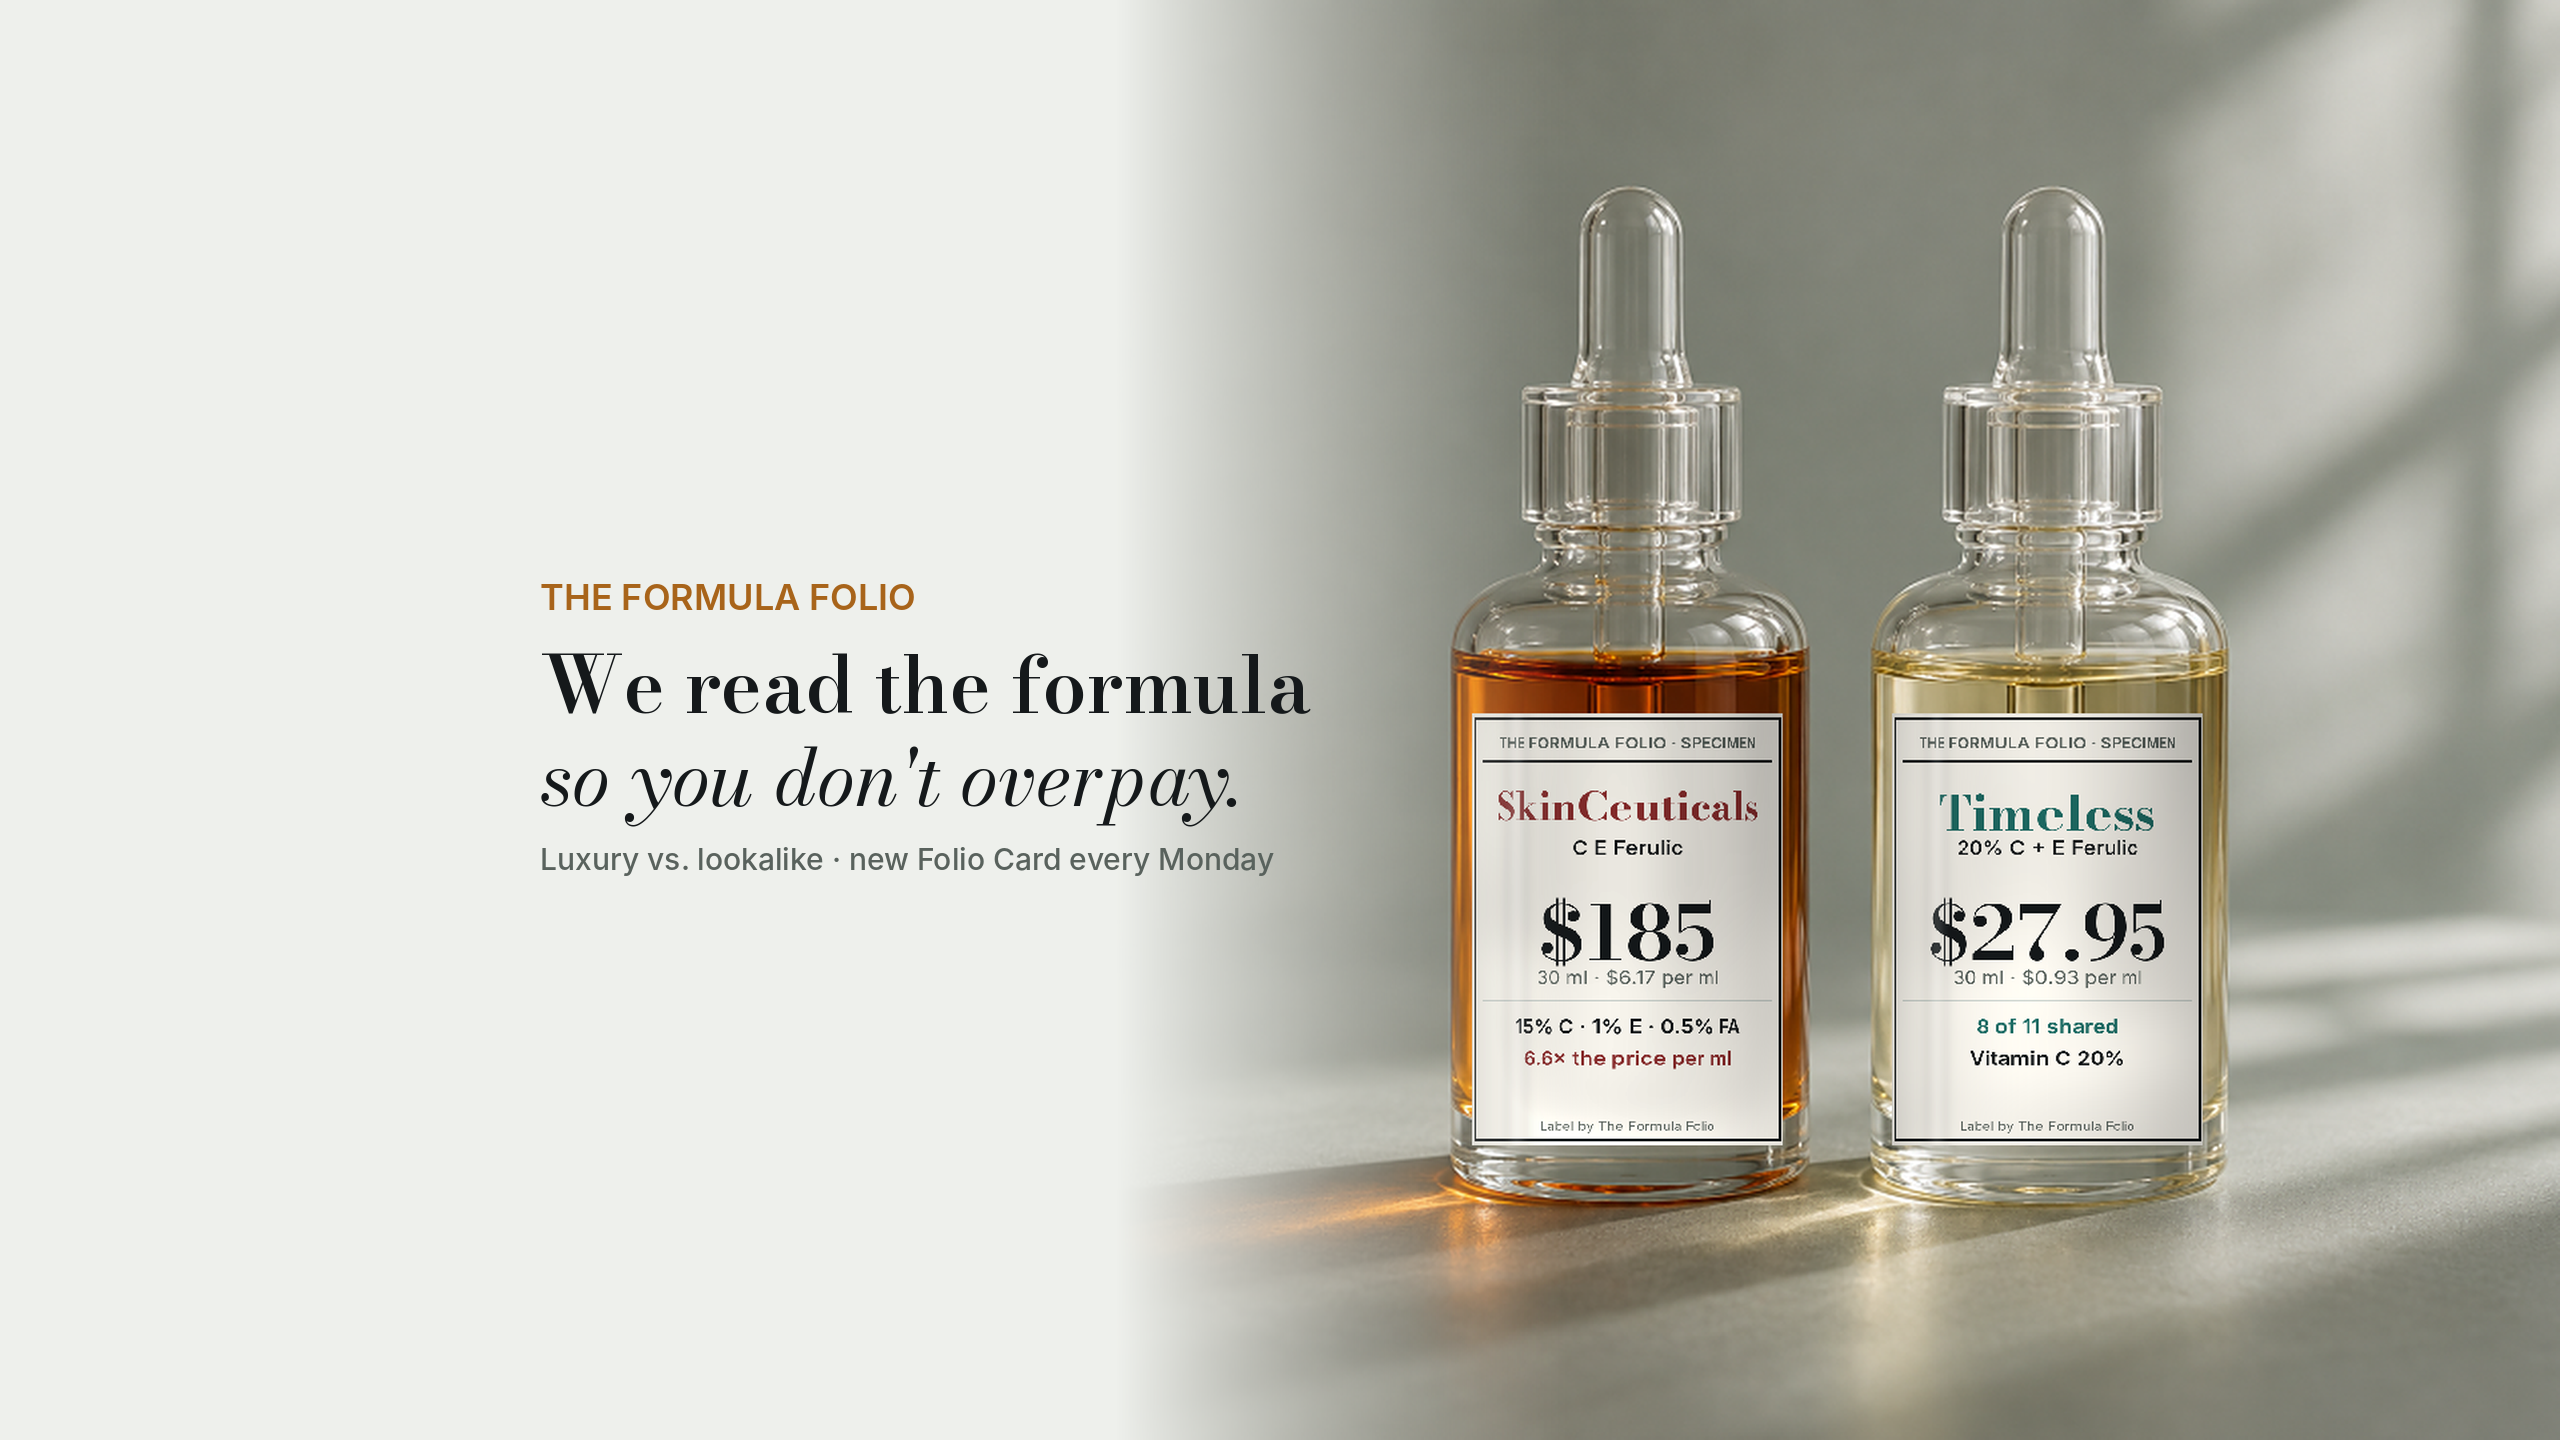 THE FORMULA FOLIO
We read the formula
so you don't overpay.
Luxury vs. lookalike · new Folio Card every Monday
THE FORMULA FOLIO · SPECIMEN
SkinCeuticals
C E Ferulic
$185
30 ml · $6.17 per ml
15% C · 1% E · 0.5% FA
6.6× the price per ml
Label by The Formula Folio
THE FORMULA FOLIO · SPECIMEN
Timeless
20% C + E Ferulic
$27.95
30 ml · $0.93 per ml
8 of 11 shared
Vitamin C 20%
Label by The Formula Folio